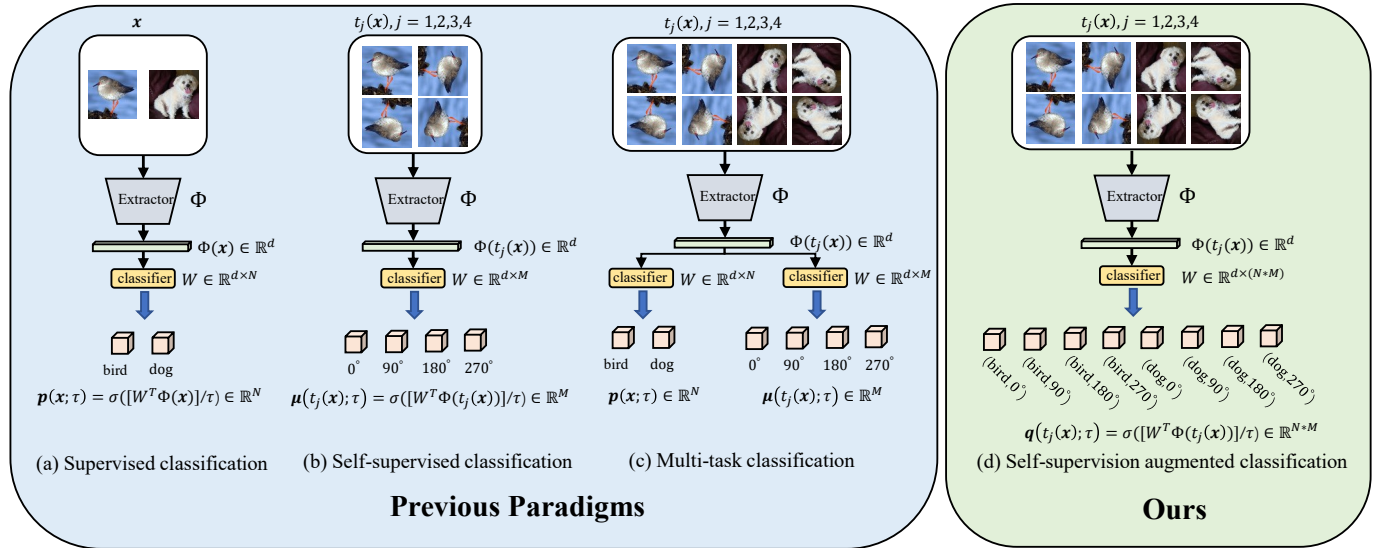 x
Extractor Φ
Φ(x) ∈ ℝ^d
classifier W ∈ ℝ^{d×N}
bird dog
p(x; τ) = σ([W^TΦ(x)]/τ) ∈ ℝ^N
(a) Supervised classification
t_j(x), j = 1,2,3,4
Extractor Φ
Φ(t_j(x)) ∈ ℝ^d
classifier W ∈ ℝ^{d×M}
0° 90° 180° 270°
μ(t_j(x); τ) = σ([W^TΦ(t_j(x))]/τ) ∈ ℝ^M
(b) Self-supervised classification
t_j(x), j = 1,2,3,4
Extractor Φ
Φ(t_j(x)) ∈ ℝ^d
classifier W ∈ ℝ^{d×N} classifier W ∈ ℝ^{d×M}
bird dog 0° 90° 180° 270°
p(x; τ) ∈ ℝ^N μ(t_j(x); τ) ∈ ℝ^M
(c) Multi-task classification
Previous Paradigms
t_j(x), j = 1,2,3,4
Extractor Φ
Φ(t_j(x)) ∈ ℝ^d
classifier W ∈ ℝ^{d×(N*M)}
(bird,0°) (bird,90°) (bird,180°) (bird,270°) (dog,0°) (dog,90°) (dog,180°) (dog,270°)
q(t_j(x); τ) = σ([W^TΦ(t_j(x))]/τ) ∈ ℝ^{N*M}
(d) Self-supervision augmented classification
Ours